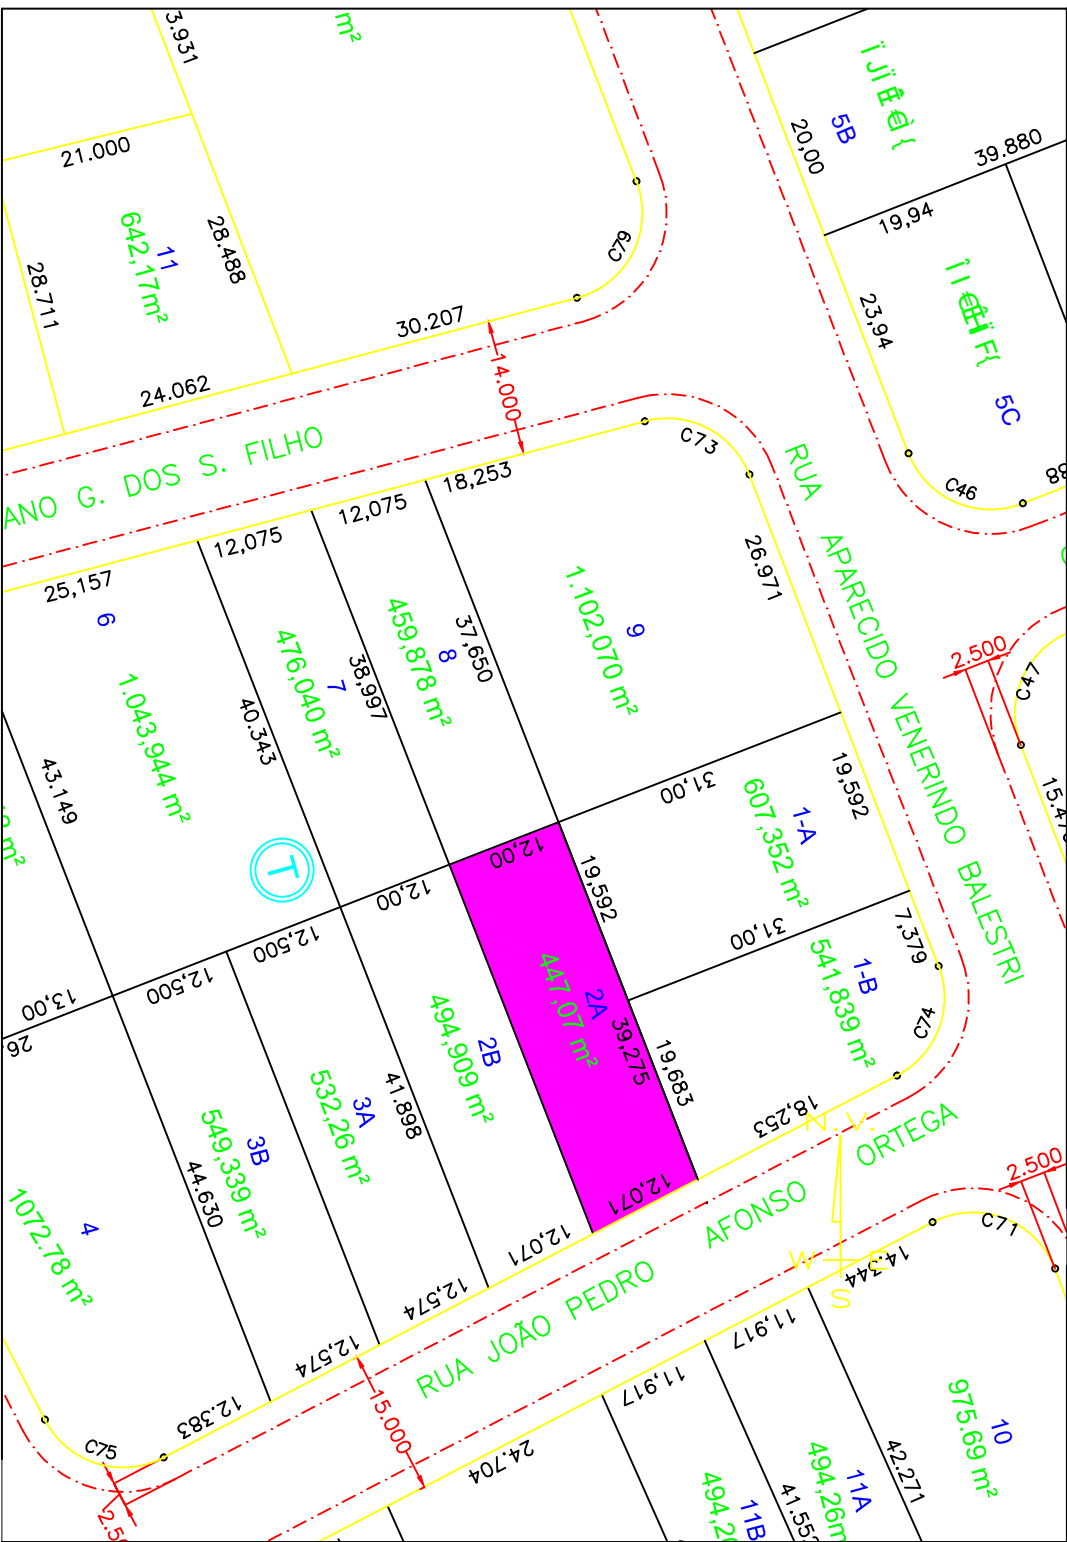 3.931
m²
21.000
11
642,17m²
28.488
28.711
24.062
30.207
C79
14.000
5B
20,00
39.880
19,94
23,94
5C
C46
C73
ANO G. DOS S. FILHO
RUA APARECIDO VENERINDO BALESTRI
18,253
12,075
12,075
25,157
6
1.043,944 m²
43.149
40.343
7
476,040 m²
38,997
8
459,878 m²
37,650
9
1.102,070 m²
26.971
2.500
C47
31,00
19,592
1-A
607,352 m²
31,00
7,379
1-B
541,839 m²
C74
18,253
T
12,00
12,00
12,500
12,500
13,00
26
19,592
2A
447,07 m²
39,275
19,683
12,071
2B
494,909 m²
41.898
12,071
3A
532,26 m²
12,574
3B
549,339 m²
44.630
12,574
4
1072.78 m²
12.383
C75
RUA JOÃO PEDRO AFONSO ORTEGA
N.V.
W E
S
15.000
24.704
11,917
11,917
14.344
C71
2.500
10
975.69 m²
42.271
11A
494,26m
11B